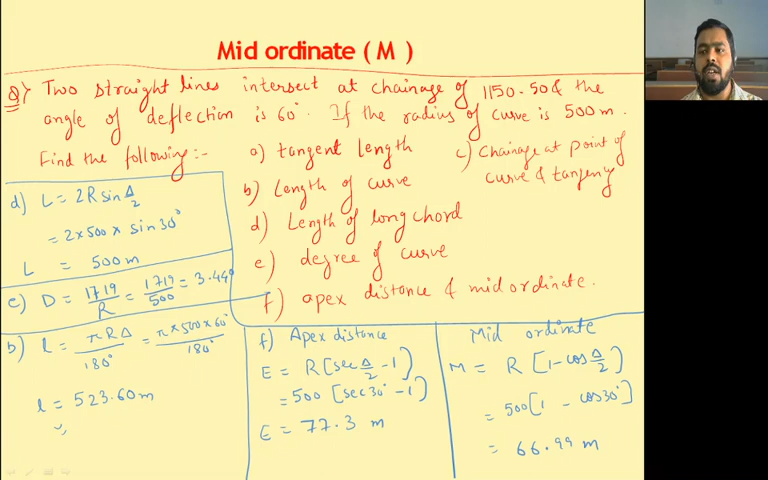 Mid ordinate ( M )
Q) Two straight lines intersect at chainage of 1150.50 & the
angle of deflection is 60°. If the radius of curve is 500m.
Find the following:-
a) tangent length
c) Chainage at point of
curve & tangency
b) Length of curve
d) Length of long chord
e) degree of curve
f) apex distance & mid ordinate.
d) L = 2R sin Δ/2
= 2 × 500 × sin 30°
L = 500 m
e) D = 1719/R = 1719/500 = 3.44°
b) l = πRΔ/180° = π×500×60°/180°
l = 523.60 m
f) Apex distance
E = R[sec Δ/2 - 1]
= 500 [sec 30° - 1]
E = 77.3 m
Mid ordinate
M = R [1 - cos Δ/2]
= 500[1 - cos 30°]
= 66.99 m